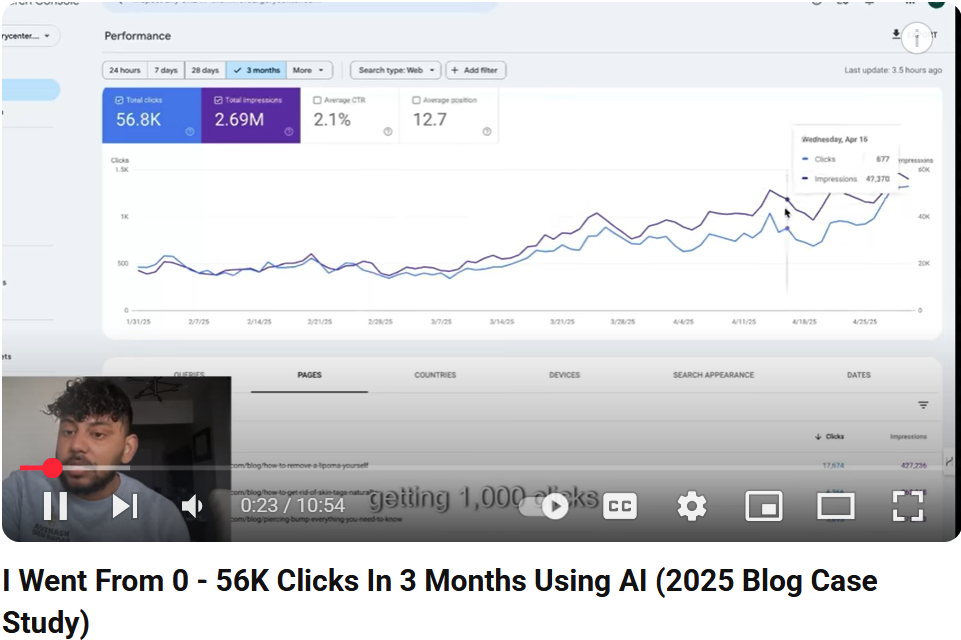 Performance
24 hours 7 days 28 days 3 months More Search type: Web + Add filter Last update: 3.5 hours ago
Total clicks Total impressions Average CTR Average position
56.8K 2.69M 2.1% 12.7
Wednesday, Apr 16
Clicks 677
Impressions 47,370
Clicks Impressions
1.5K 60K
1K 40K
500 20K
0 0
1/31/25 2/7/25 2/14/25 2/21/25 2/28/25 3/7/25 3/14/25 3/21/25 3/28/25 4/4/25 4/11/25 4/18/25 4/25/25
QUERIES PAGES COUNTRIES DEVICES SEARCH APPEARANCE DATES
Clicks Impressions
com/blog/how-to-remove-a-lipoma-yourself 17,674 427,236
com/blog/how-to-get-rid-of-skin-tags-natural
com/blog/piercing-bump-everything-you-need-to-know
getting 1,000 clicks
0:23 / 10:54 CC
I Went From 0 - 56K Clicks In 3 Months Using AI (2025 Blog Case
Study)